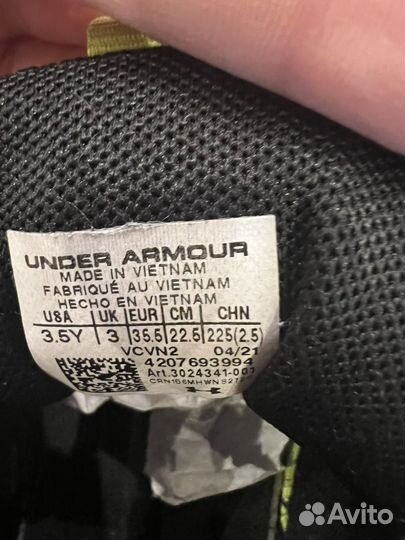 UNDER ARMOUR
MADE IN VIETNAM
FABRIQUÉ AU VIETNAM
HECHO EN VIETNAM
USA UK EUR CM CHN
3.5Y 3 35.5 22.5 225(2.5)
VCVN2 04/21
4207693994
Art.3024341-001
Avito